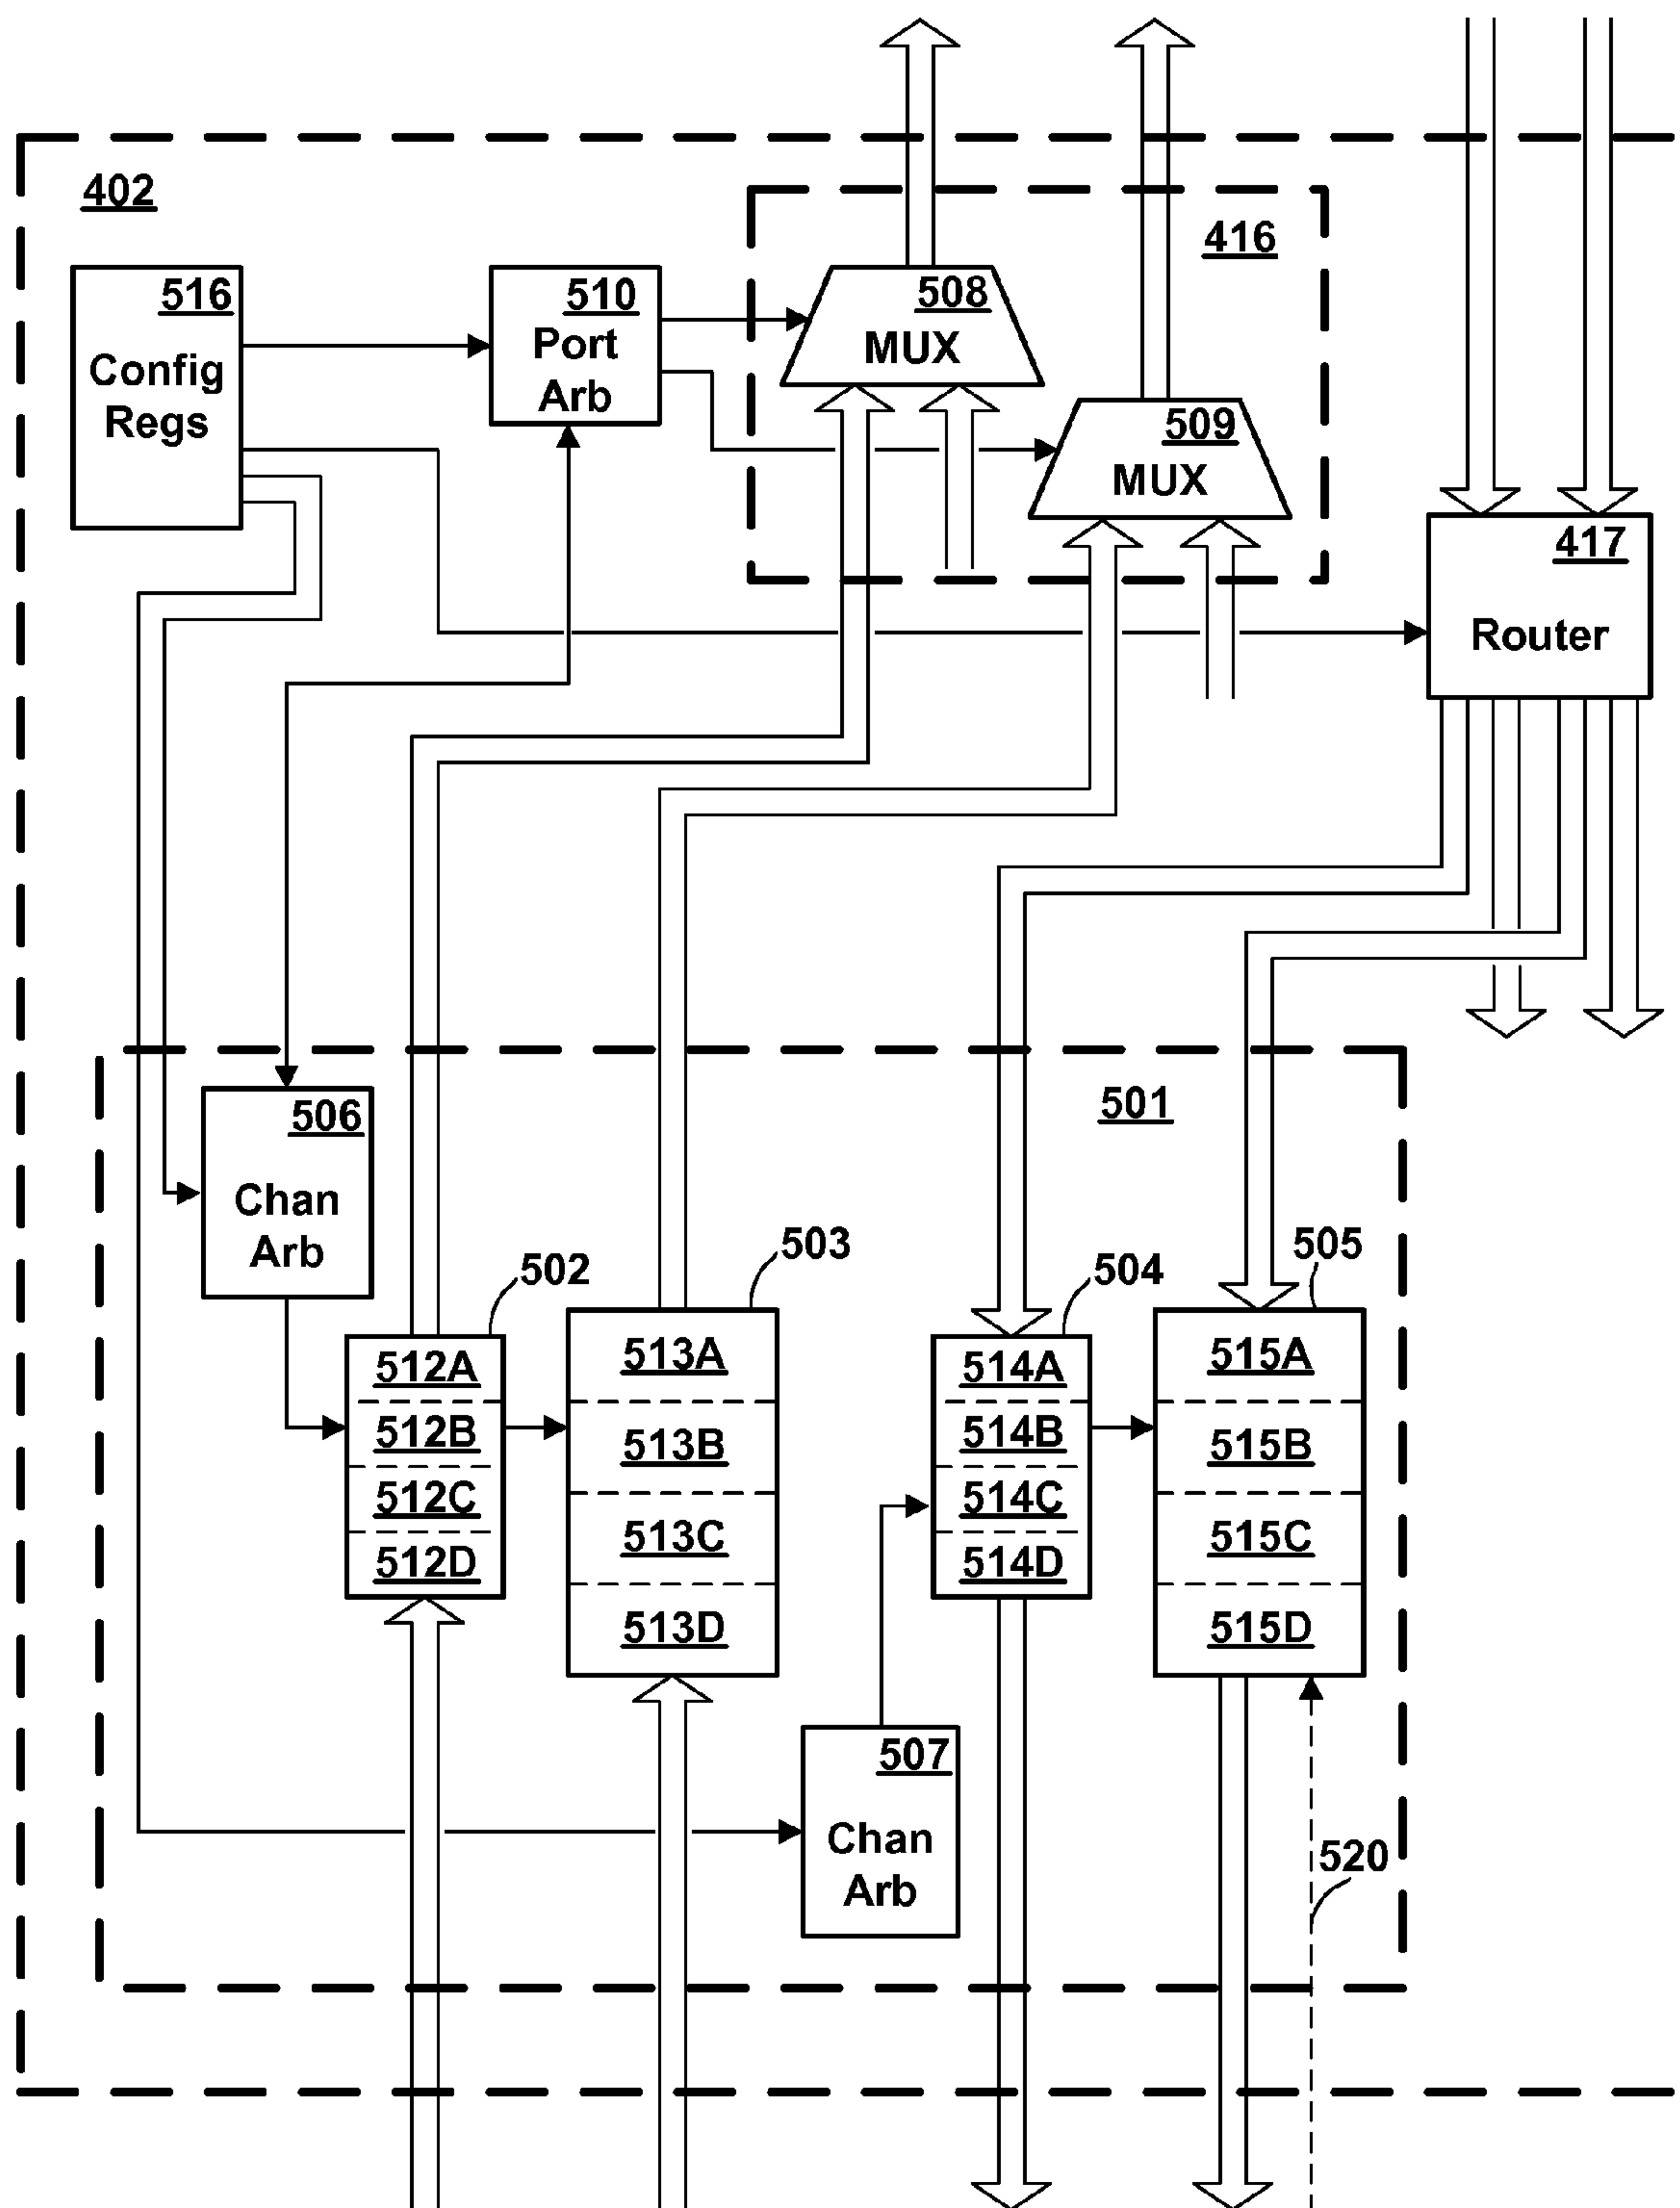 402
416
516
Config
Regs
510
Port
Arb
508
MUX
509
MUX
417
Router
501
506
Chan
Arb
502
503
504
505
512A
512B
512C
512D
513A
513B
513C
513D
514A
514B
514C
514D
515A
515B
515C
515D
507
Chan
Arb
520